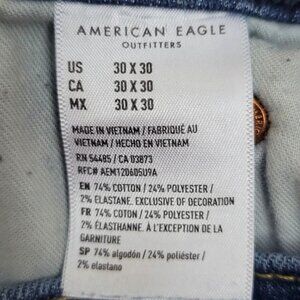 AMERICAN EAGLE
OUTFITTERS
US 30 X 30
CA 30 X 30
MX 30 X 30
MADE IN VIETNAM / FABRIQUÉ AU
VIETNAM / HECHO EN VIETNAM
RN 54485 / CA 03873
RFC# AEM120605U9A
EN 74% COTTON / 24% POLYESTER /
2% ELASTANE. EXCLUSIVE OF DECORATION
FR 74% COTON / 24% POLYESTER /
2% ÉLASTHANNE. À L'EXCEPTION DE LA
GARNITURE
SP 74% algodón / 24% poliéster /
2% elastano